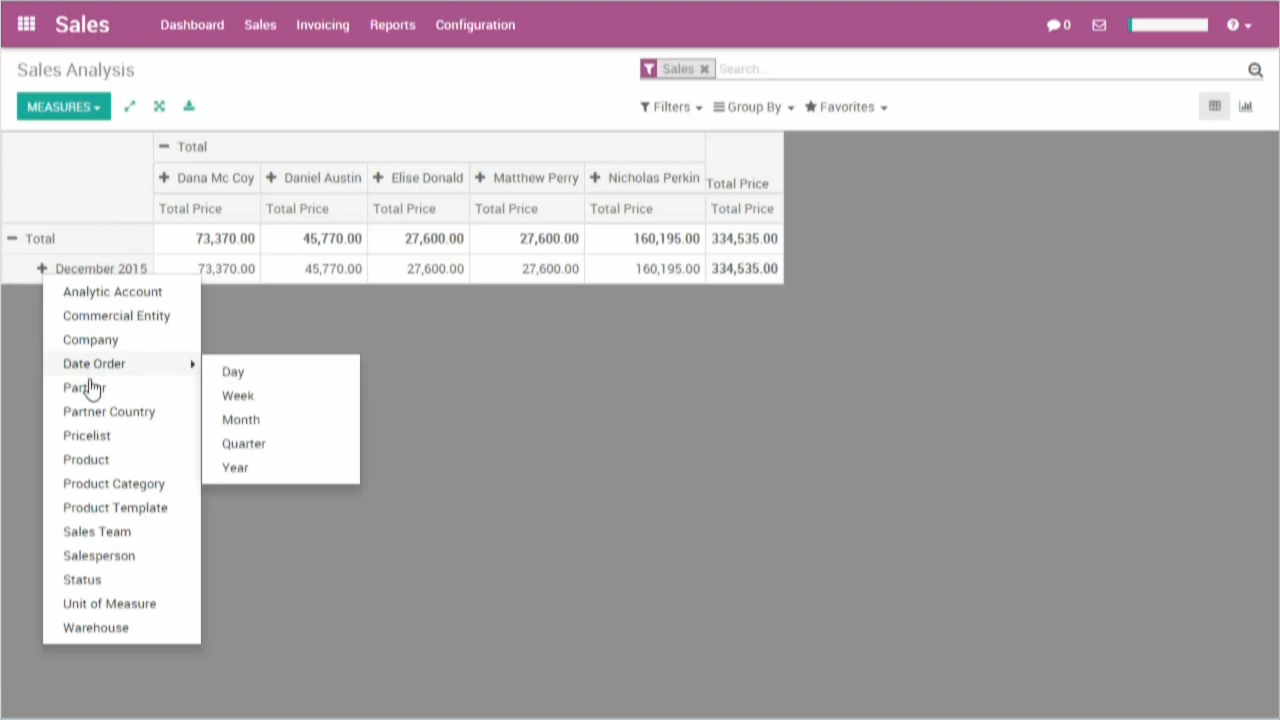 Sales Dashboard Sales Invoicing Reports Configuration 0 ?
Sales Analysis
Sales Search...
MEASURES
Filters Group By Favorites
Total
Dana Mc Coy Daniel Austin Elise Donald Matthew Perry Nicholas Perkin Total Price
Total Price Total Price Total Price Total Price Total Price Total Price
Total 73,370.00 45,770.00 27,600.00 27,600.00 160,195.00 334,535.00
December 2015 73,370.00 45,770.00 27,600.00 27,600.00 160,195.00 334,535.00
Analytic Account
Commercial Entity
Company
Date Order
Partner Country
Pricelist
Product
Product Category
Product Template
Sales Team
Salesperson
Status
Unit of Measure
Warehouse
Day
Week
Month
Quarter
Year